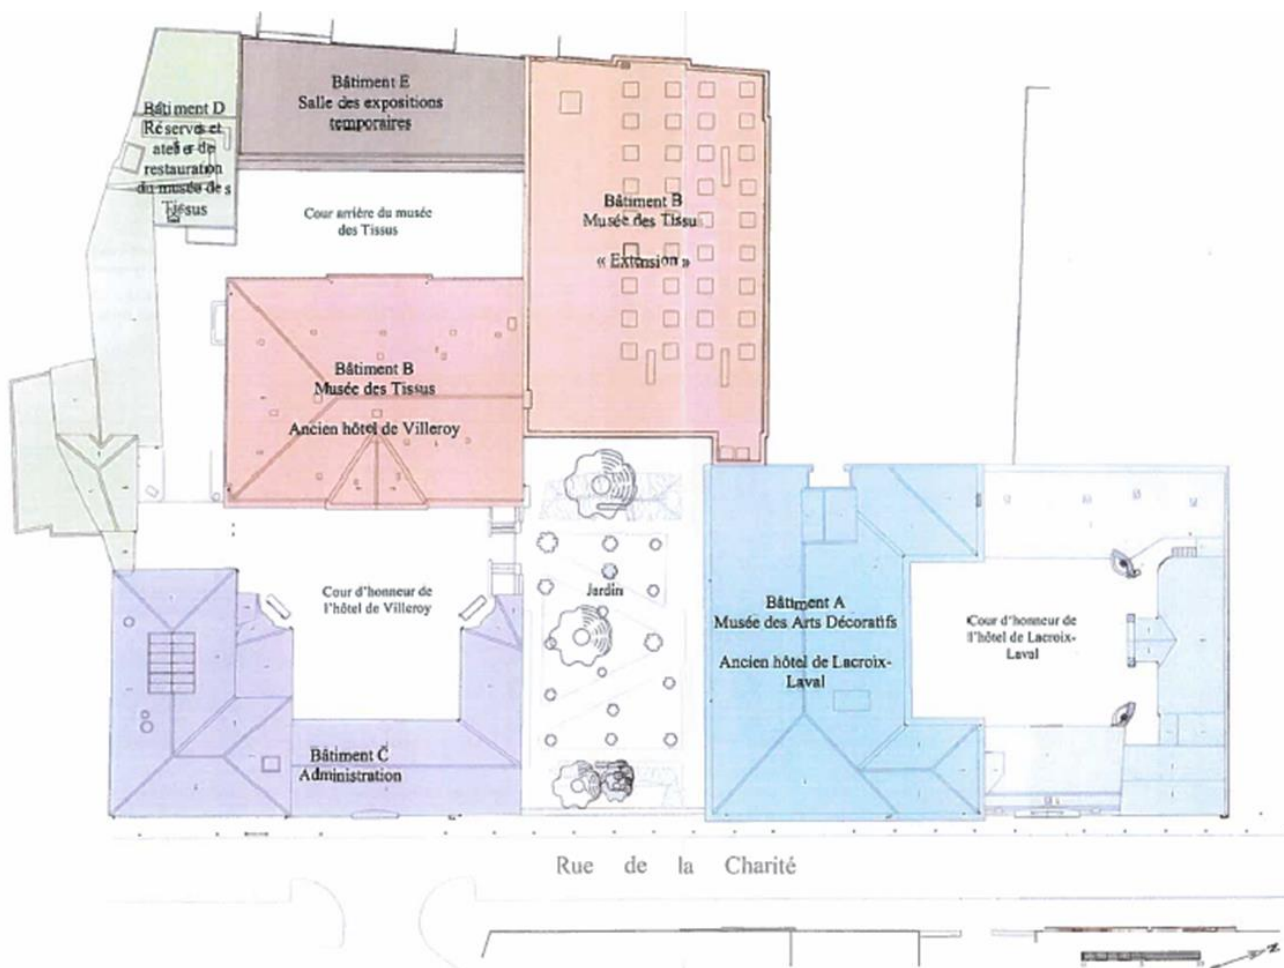 Bâtiment E
Salle des expositions
temporaires
Bâtiment D
Réserves et
atelier de
restauration
du musée des
Tissus
Cour arrière du musée
des Tissus
Bâtiment B
Musée des Tissus
« Extension »
Bâtiment B
Musée des Tissus
Ancien hôtel de Villeroy
Cour d'honneur de
l'hôtel de Villeroy
Jardin
Bâtiment A
Musée des Arts Décoratifs
Ancien hôtel de Lacroix-
Laval
Cour d'honneur de
l'hôtel de Lacroix-
Laval
Bâtiment C
Administration
Rue de la Charité
N